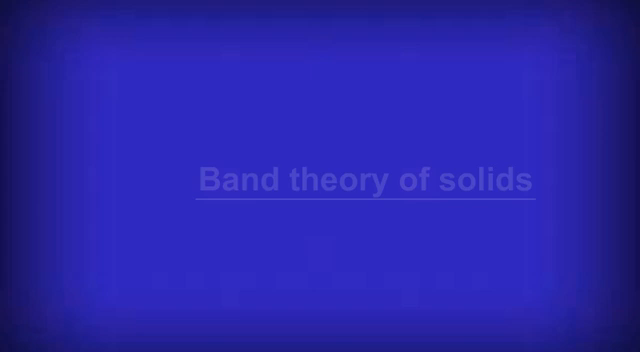 Band theory of solids